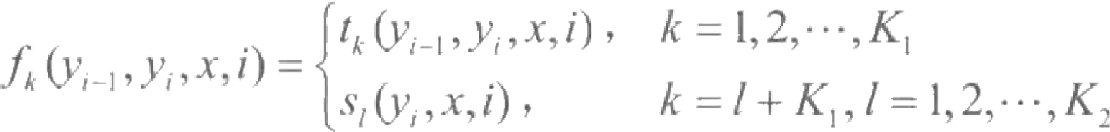 f_k(y_{i-1}, y_i, x, i) = { t_k(y_{i-1}, y_i, x, i), k = 1, 2, ⋯, K_1
s_l(y_i, x, i), k = l + K_1, l = 1, 2, ⋯, K_2